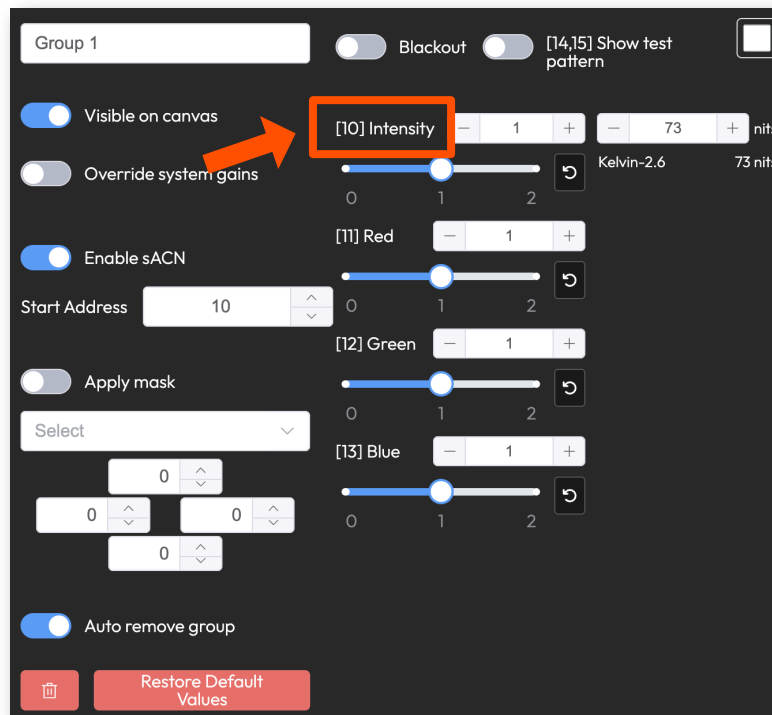 Group 1
Blackout
[14,15] Show test
pattern
Visible on canvas
[10] Intensity
1
73
nits
Override system gains
Kelvin-2.6
73 nits
0 1 2
[11] Red
1
Enable sACN
Start Address
10
0 1 2
[12] Green
1
Apply mask
0 1 2
Select
[13] Blue
1
0
0
0
0
0 1 2
Auto remove group
Restore Default
Values